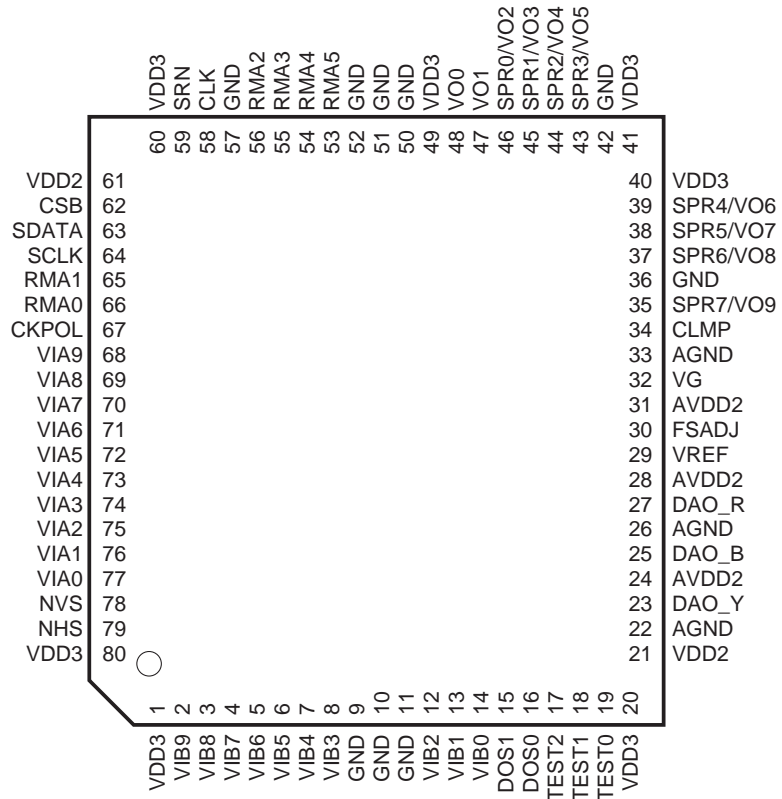 VDD3 SRN CLK GND RMA2 RMA3 RMA4 RMA5 GND GND GND VDD3 VO0 VO1 SPR0/VO2 SPR1/VO3 SPR2/VO4 SPR3/VO5 GND VDD3
60 59 58 57 56 55 54 53 52 51 50 49 48 47 46 45 44 43 42 41
VDD2 61 40 VDD3
CSB 62 39 SPR4/VO6
SDATA 63 38 SPR5/VO7
SCLK 64 37 SPR6/VO8
RMA1 65 36 GND
RMA0 66 35 SPR7/VO9
CKPOL 67 34 CLMP
VIA9 68 33 AGND
VIA8 69 32 VG
VIA7 70 31 AVDD2
VIA6 71 30 FSADJ
VIA5 72 29 VREF
VIA4 73 28 AVDD2
VIA3 74 27 DAO_R
VIA2 75 26 AGND
VIA1 76 25 DAO_B
VIA0 77 24 AVDD2
NVS 78 23 DAO_Y
NHS 79 22 AGND
VDD3 80 21 VDD2
1 2 3 4 5 6 7 8 9 10 11 12 13 14 15 16 17 18 19 20
VDD3 VIB9 VIB8 VIB7 VIB6 VIB5 VIB4 VIB3 GND GND GND VIB2 VIB1 VIB0 DOS1 DOS0 TEST2 TEST1 TEST0 VDD3